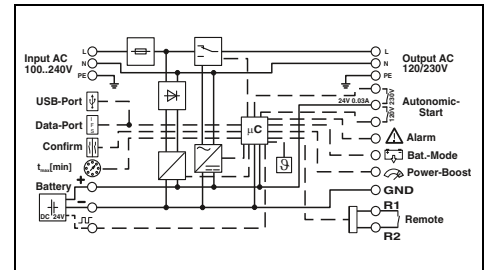 Input AC
100..240V
L
N
PE
USB-Port
Data-Port
IFS
Confirm
tmax[min]
Battery
+
−
DC 24V
µC
ϑ
24V 0.03A
L
N
PE
Output AC
120/230V
120V 230V
Autonomic-
Start
Alarm
Bat.-Mode
Power-Boost
GND
R1
Remote
R2